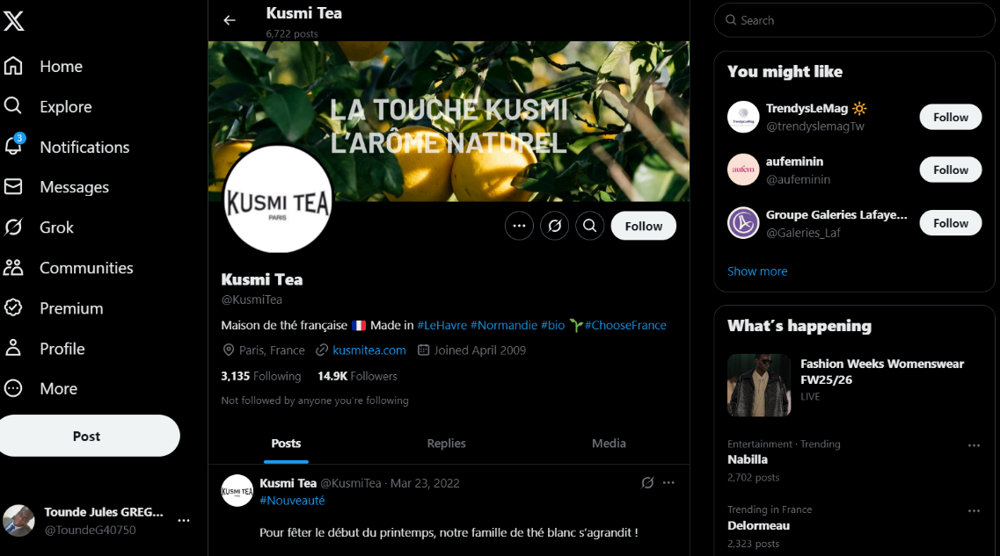 Home
Explore
3
Notifications
Messages
Grok
Communities
Premium
Profile
More
Post
Tounde Jules GREG...
@ToundeG40750
Kusmi Tea
6,722 posts
LA TOUCHE KUSMI
L'ARÔME NATUREL
KUSMI TEA
PARIS
Follow
Kusmi Tea
@KusmiTea
Maison de thé française 🇫🇷 Made in #LeHavre #Normandie #bio 🌱#ChooseFrance
Paris, France kusmitea.com Joined April 2009
3,135 Following 14.9K Followers
Not followed by anyone you're following
Posts Replies Media
KUSMI TEA
Kusmi Tea @KusmiTea · Mar 23, 2022
#Nouveauté
Pour fêter le début du printemps, notre famille de thé blanc s'agrandit !
Search
You might like
TrendysLeMag 🔆
@trendyslemagTw
Follow
TrendysLeMag
aufem
aufeminin
@aufeminin
Follow
Groupe Galeries Lafaye...
@Galeries_Laf
Follow
Show more
What's happening
Fashion Weeks Womenswear
FW25/26
LIVE
Entertainment · Trending
Nabilla
2,702 posts
Trending in France
Delormeau
2,323 posts